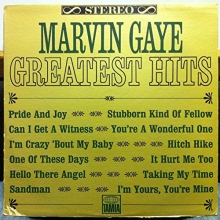 STEREO
MARVIN GAYE
GREATEST HITS
Pride And Joy Stubborn Kind Of Fellow
Can I Get A Witness You're A Wonderful One
I'm Crazy 'Bout My Baby Hitch Hike
One Of These Days It Hurt Me Too
Hello There Angel Taking My Time
Sandman I'm Yours, You're Mine
TAMLA